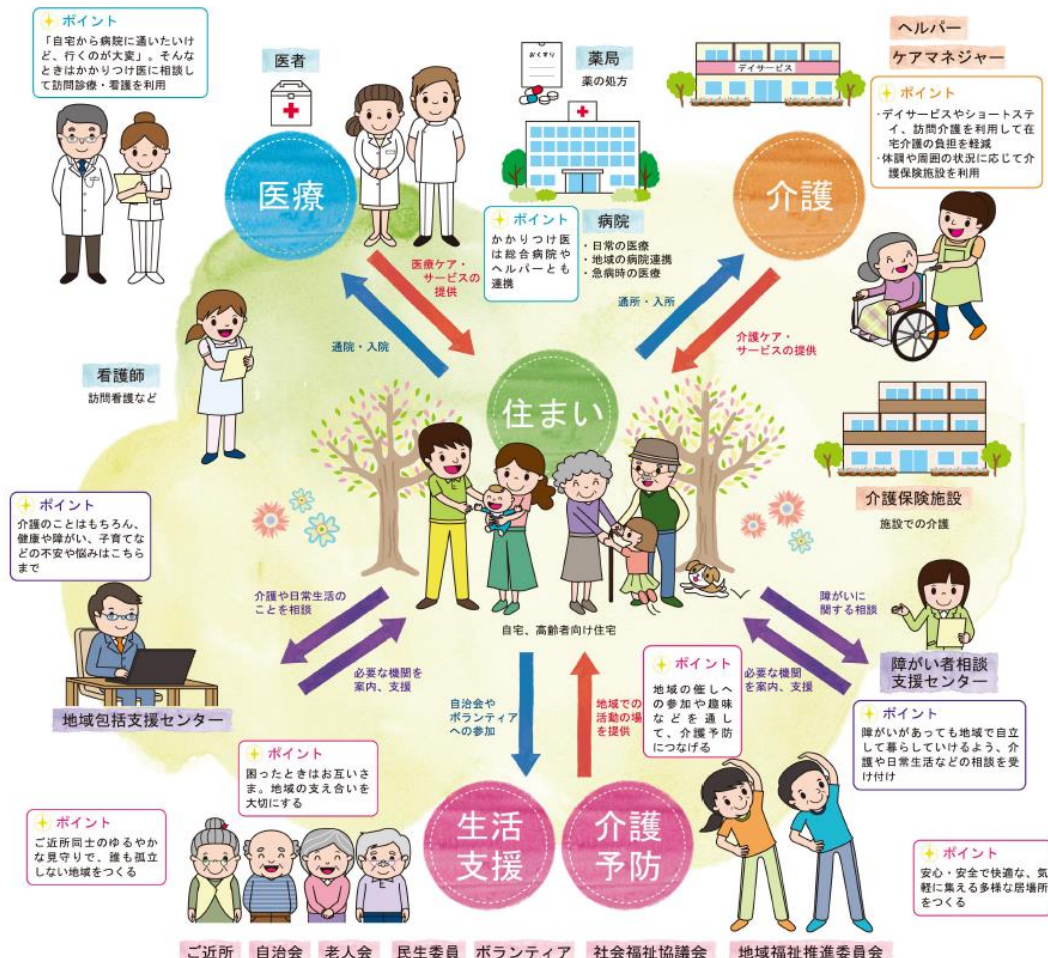 ポイント
「自宅から病院に通いたいけ
ど、行くのが大変」。そんな
ときはかかりつけ医に相談し
て訪問診療・看護を利用
医者
おくすり
薬局
薬の処方
デイサービス
ヘルパー
ケアマネジャー
ポイント
・デイサービスやショートステ
イ、訪問介護を利用して在
宅介護の負担を軽減
・体調や周囲の状況に応じて介
護保険施設を利用
医療
介護
ポイント
かかりつけ医
は総合病院や
ヘルパーとも
連携
病院
・日常の医療
・地域の病院連携
・急病時の医療
医療ケア・
サービスの
提供
通院・入院
通所・入所
介護ケア・
サービスの提供
看護師
訪問看護など
住まい
介護保険施設
施設での介護
ポイント
介護のことはもちろん、
健康や障がい、子育てな
どの不安や悩みはこちら
まで
介護や日常生活の
ことを相談
必要な機関を
案内、支援
地域包括支援センター
自宅、高齢者向け住宅
障がいに
関する相談
必要な機関
を案内、支援
障がい者相談
支援センター
自治会や
ボランティア
への参加
地域での
活動の場
を提供
ポイント
地域の催しへ
の参加や趣味
などを通し
て、介護予防
につなげる
ポイント
障がいがあっても地域で自立
して暮らしていけるよう、介
護や日常生活などの相談を受
け付け
ポイント
困ったときはお互いさ
ま。地域の支え合いを
大切にする
ポイント
ご近所同士のゆるやか
な見守りで、誰も孤立
しない地域をつくる
生活
支援
介護
予防
ポイント
安心・安全で快適な、気
軽に集える多様な居場所
をつくる
ご近所 自治会 老人会 民生委員 ボランティア 社会福祉協議会 地域福祉推進委員会